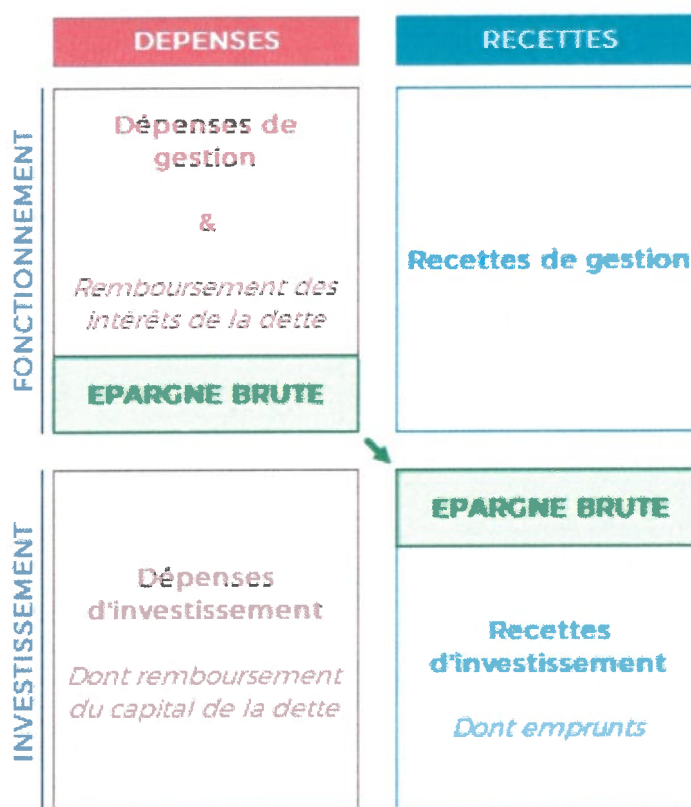 DEPENSES
RECETTES
FONCTIONNEMENT
Dépenses de
gestion
&
Remboursement des
intérêts de la dette
EPARGNE BRUTE
Recettes de gestion
INVESTISSEMENT
Dépenses
d'investissement
Dont remboursement
du capital de la dette
EPARGNE BRUTE
Recettes
d'investissement
Dont emprunts